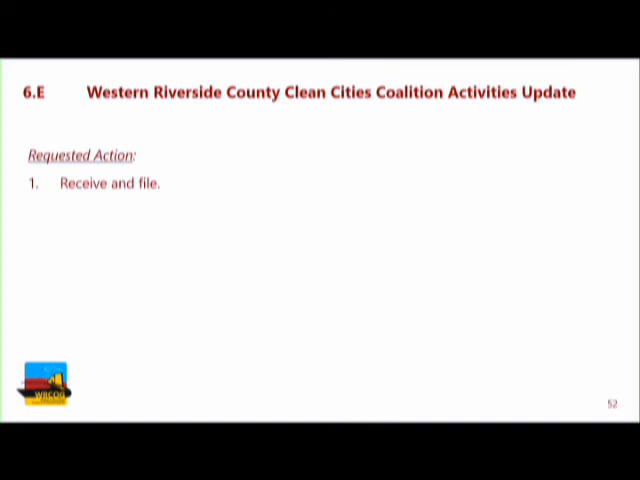 6.E Western Riverside County Clean Cities Coalition Activities Update
Requested Action:
1. Receive and file.
WRCOG
52